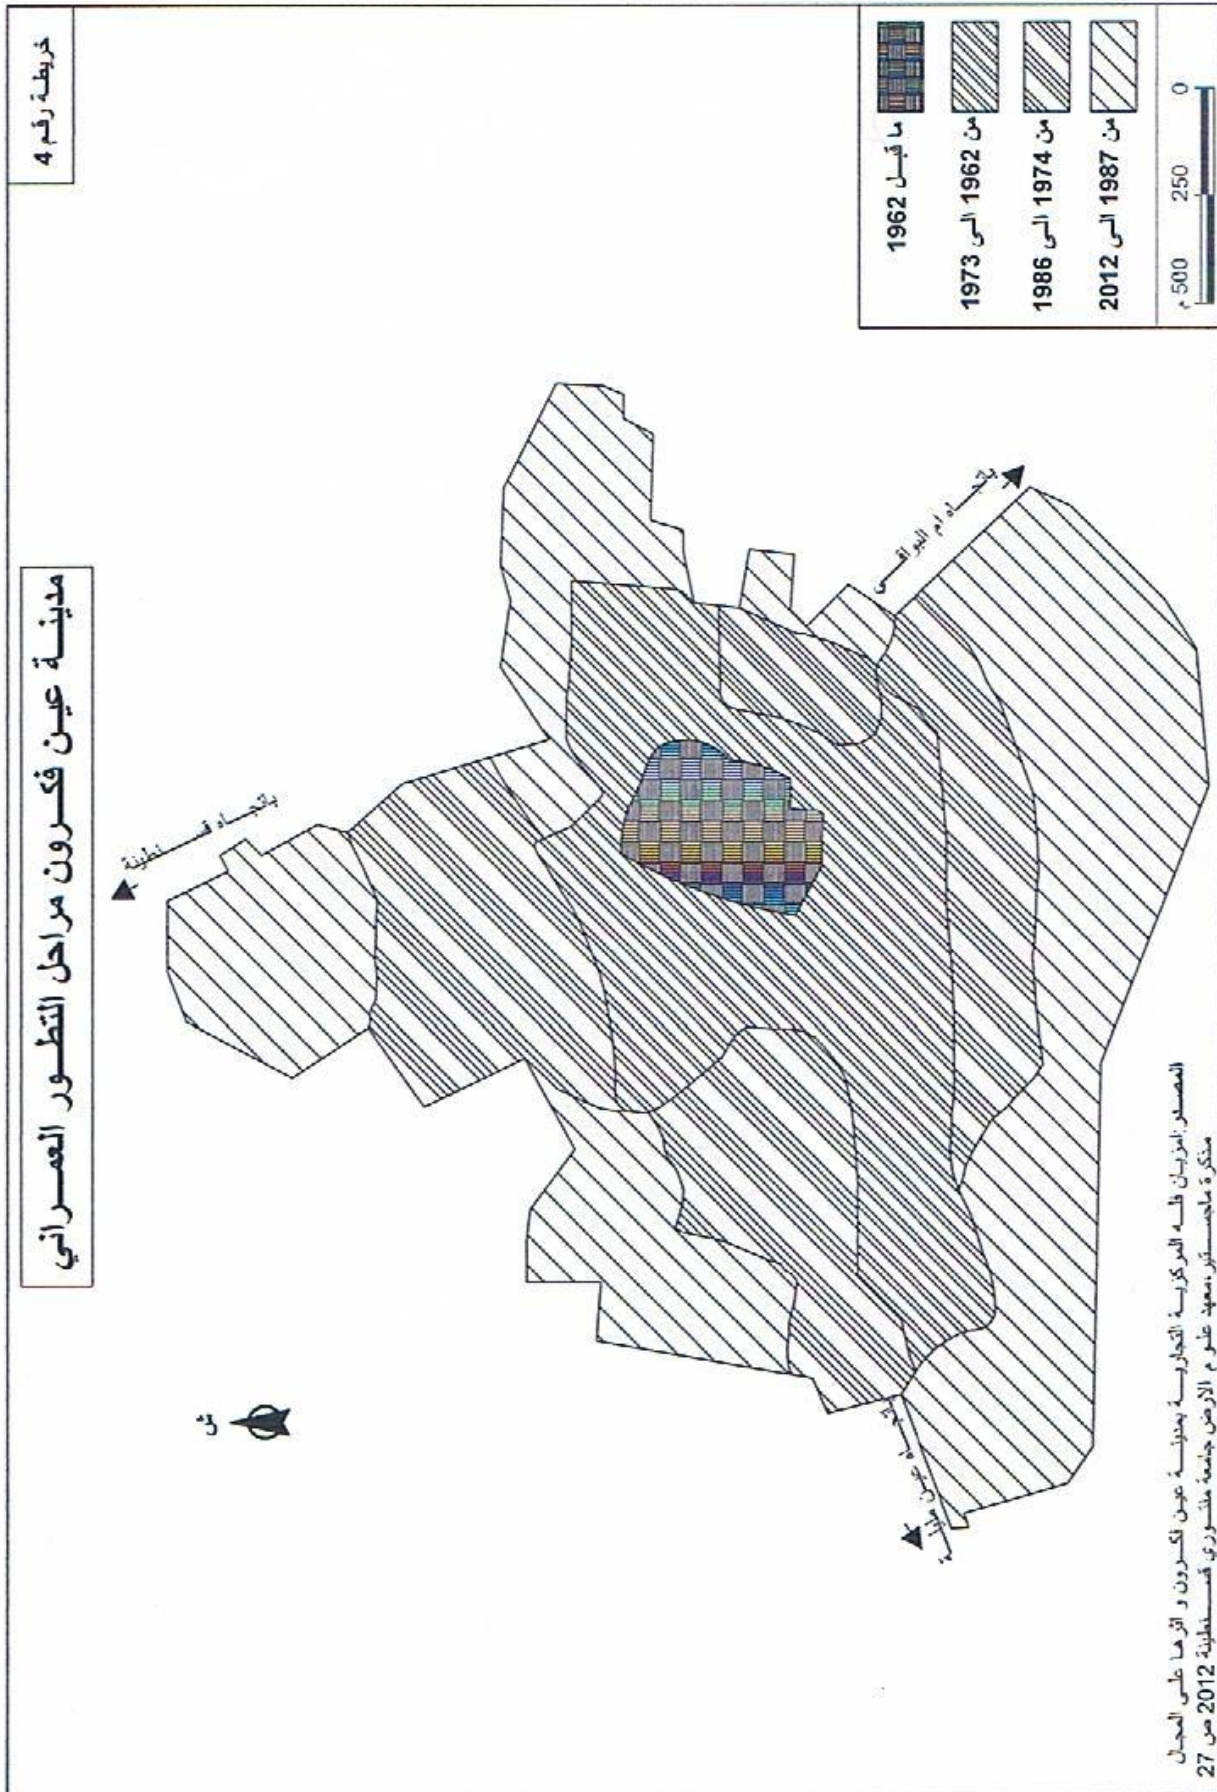 خريطة رقم 4
مدينة عين فكرون مراحل التطور العمراني
باتجاه قسنطينة
باتجاه ام البواقي
باتجاه عين مليلة
ش
ما قبل 1962
من 1962 الى 1973
من 1974 الى 1986
من 1987 الى 2012
0 250 500 م
المصدر: امزيان فلة المركزية التجارية بمدينة عين فكرون و اثرها على المجال
مذكرة ماجستير، معهد علوم الارض جامعة منتوري قسنطينة 2012 ص 27